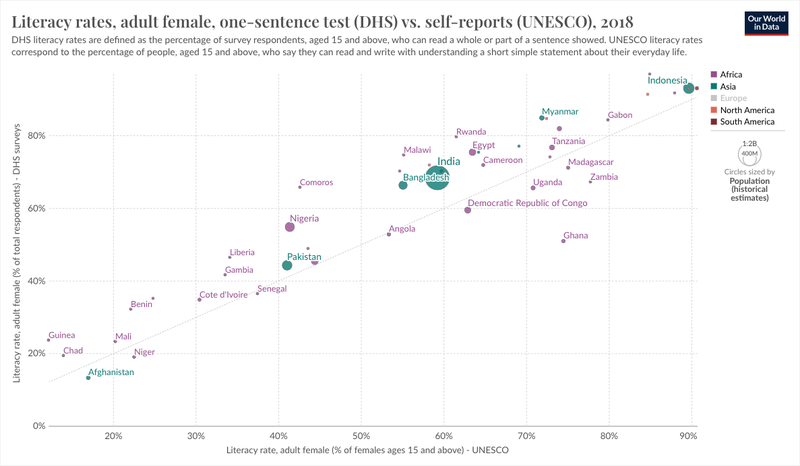 Literacy rates, adult female, one-sentence test (DHS) vs. self-reports (UNESCO), 2018
Our World
in Data
DHS literacy rates are defined as the percentage of survey respondents, aged 15 and above, who can read a whole or part of a sentence showed. UNESCO literacy rates
correspond to the percentage of people, aged 15 and above, who say they can read and write with understanding a short simple statement about their everyday life.
Literacy rate, adult female (% of total respondents) - DHS surveys
80%
60%
40%
20%
0%
Indonesia
Myanmar
Gabon
Rwanda
Egypt
Tanzania
Malawi
India
Cameroon
Madagascar
Bangladesh
Zambia
Comoros
Uganda
Democratic Republic of Congo
Nigeria
Angola
Ghana
Liberia
Pakistan
Gambia
Cote d'Ivoire
Senegal
Benin
Guinea
Mali
Chad
Niger
Afghanistan
10%
20%
30%
40%
50%
60%
70%
80%
90%
Literacy rate, adult female (% of females ages 15 and above) - UNESCO
Africa
Asia
Europe
North America
South America
1.2B
400M
Circles sized by
Population
(historical
estimates)